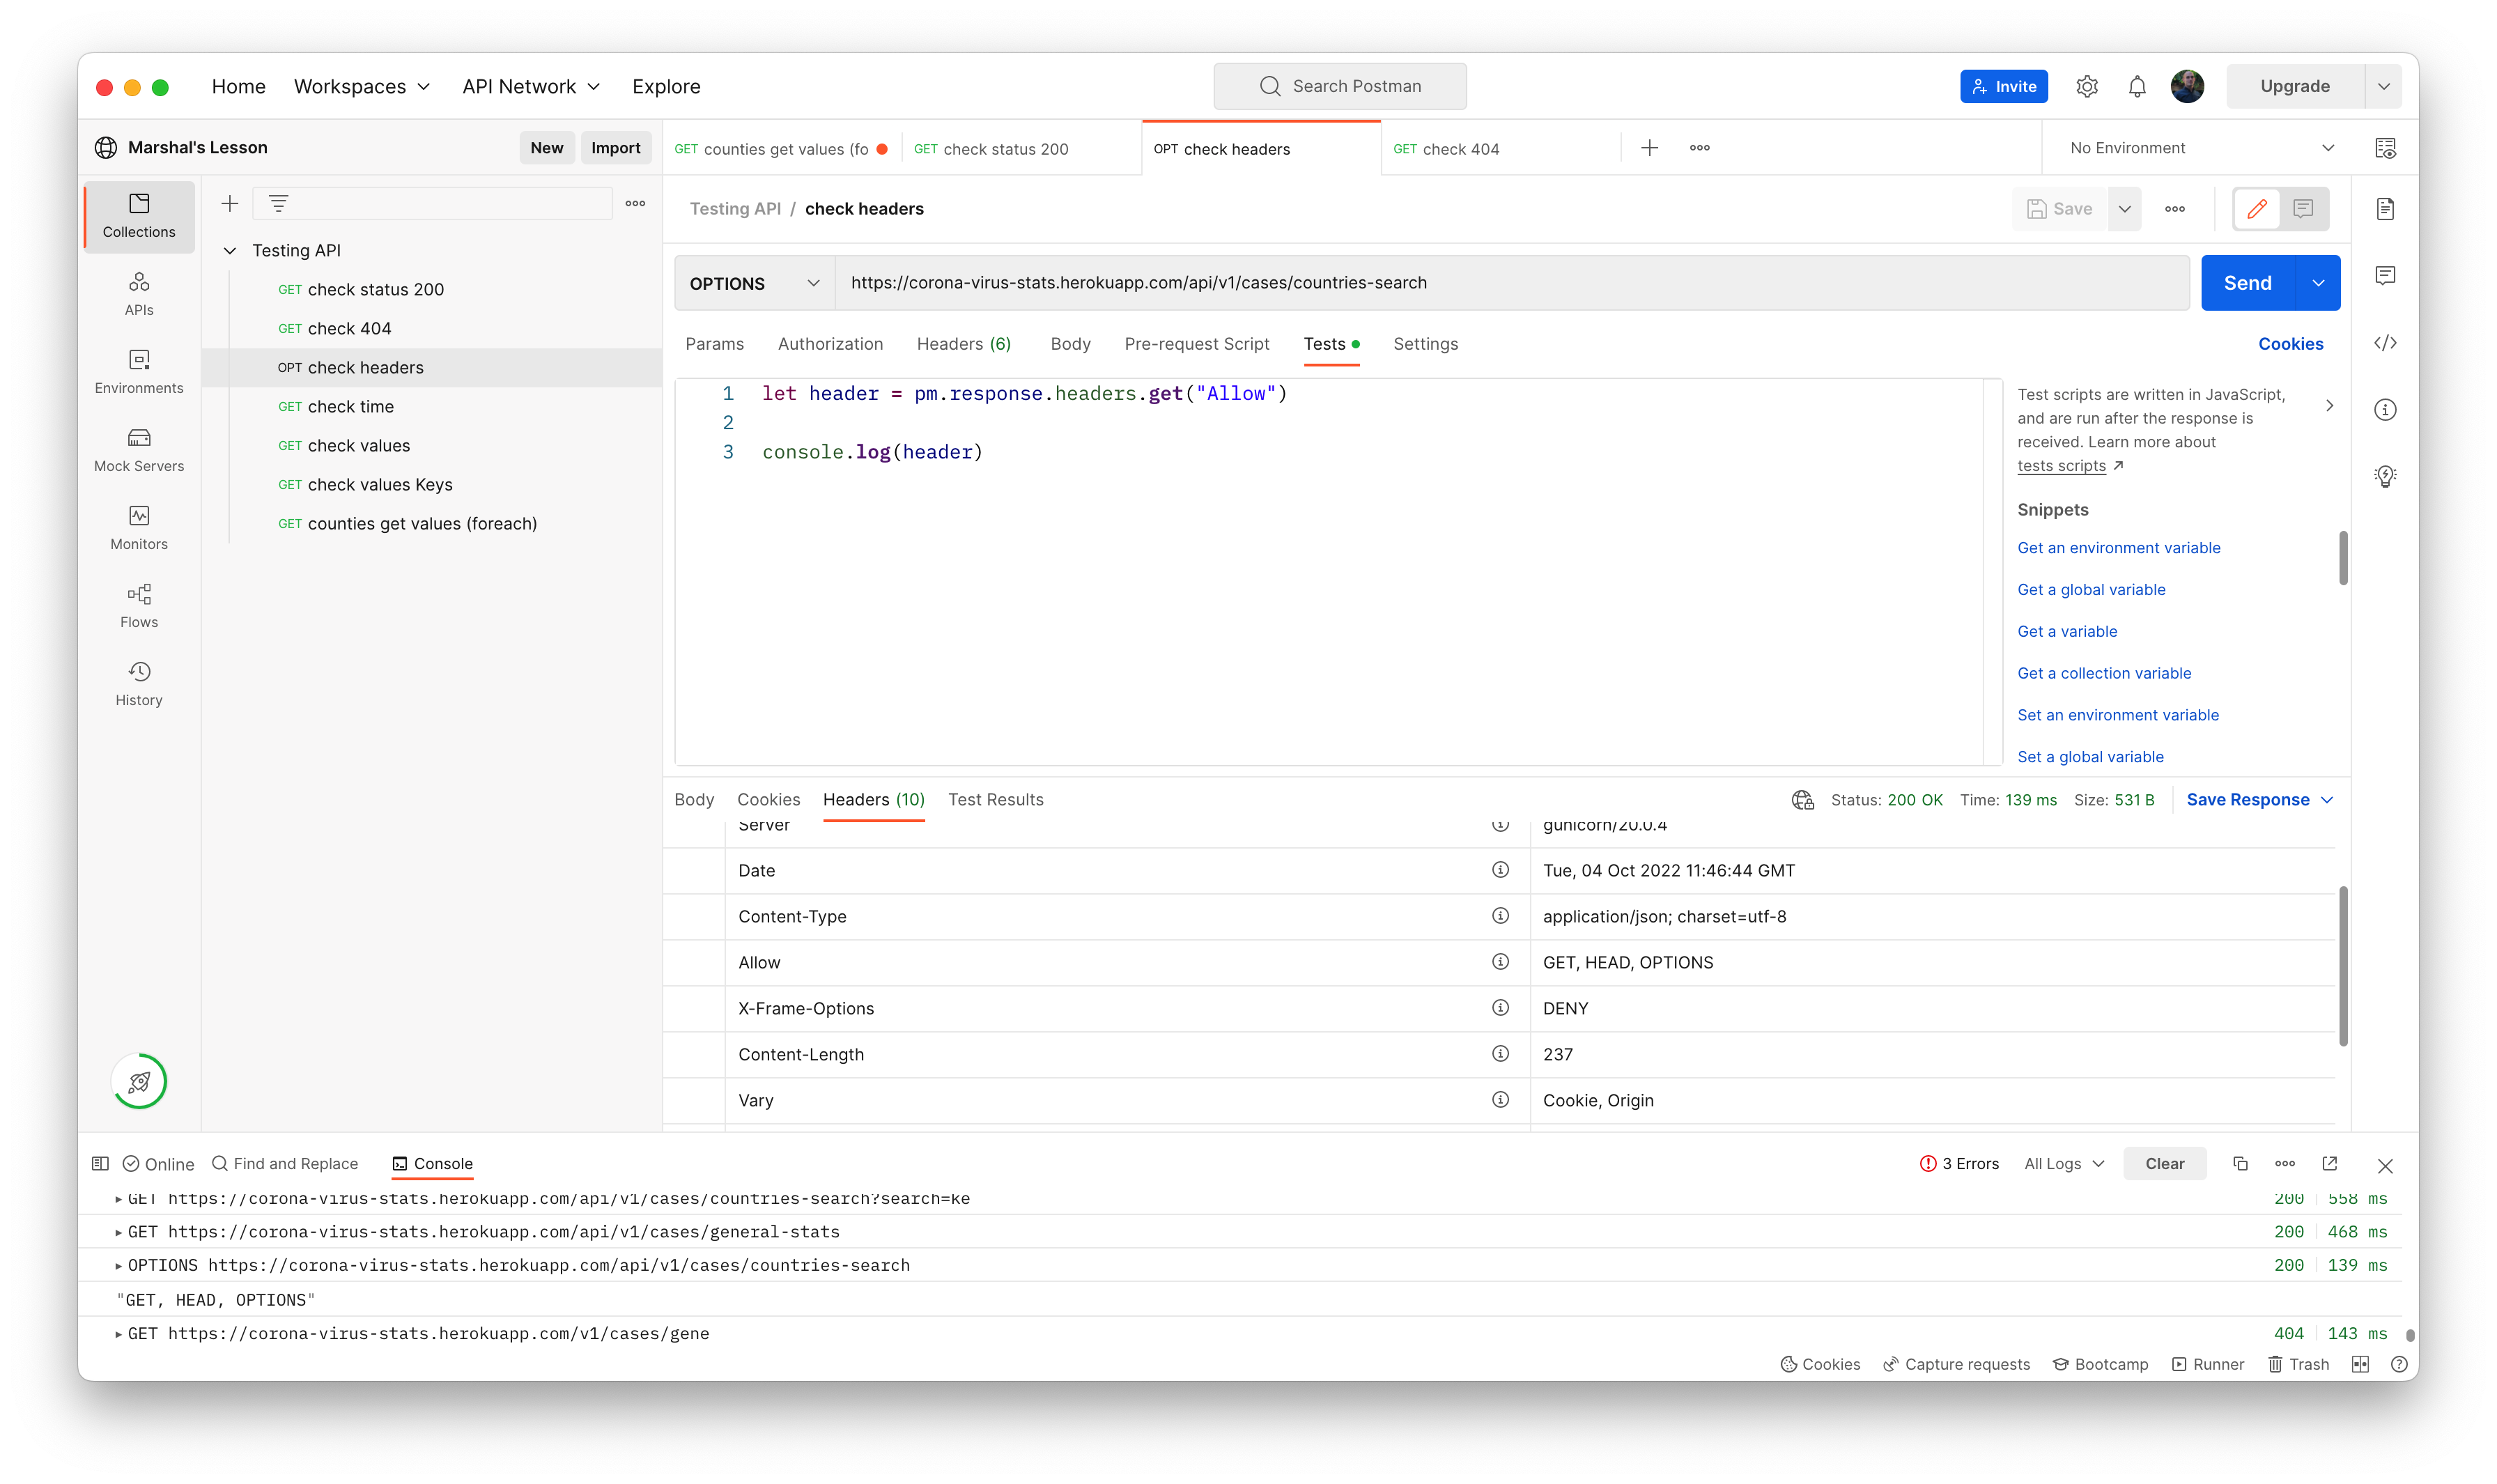 Home Workspaces API Network Explore Search Postman Invite Upgrade
Marshal's Lesson New Import
GET counties get values (fo GET check status 200 OPT check headers GET check 404 No Environment
Collections
APIs
Environments
Mock Servers
Monitors
Flows
History
Testing API
GET check status 200
GET check 404
OPT check headers
GET check time
GET check values
GET check values Keys
GET counties get values (foreach)
Testing API / check headers Save
OPTIONS https://corona-virus-stats.herokuapp.com/api/v1/cases/countries-search Send
Params Authorization Headers (6) Body Pre-request Script Tests Settings Cookies
1 let header = pm.response.headers.get("Allow")
2
3 console.log(header)
Test scripts are written in JavaScript,
and are run after the response is
received. Learn more about
tests scripts
Snippets
Get an environment variable
Get a global variable
Get a variable
Get a collection variable
Set an environment variable
Set a global variable
Body Cookies Headers (10) Test Results Status: 200 OK Time: 139 ms Size: 531 B Save Response
Server gunicorn/20.0.4
Date Tue, 04 Oct 2022 11:46:44 GMT
Content-Type application/json; charset=utf-8
Allow GET, HEAD, OPTIONS
X-Frame-Options DENY
Content-Length 237
Vary Cookie, Origin
Online Find and Replace Console 3 Errors All Logs Clear
GET https://corona-virus-stats.herokuapp.com/api/v1/cases/countries-search?search=ke 200 558 ms
GET https://corona-virus-stats.herokuapp.com/api/v1/cases/general-stats 200 468 ms
OPTIONS https://corona-virus-stats.herokuapp.com/api/v1/cases/countries-search 200 139 ms
"GET, HEAD, OPTIONS"
GET https://corona-virus-stats.herokuapp.com/v1/cases/gene 404 143 ms
Cookies Capture requests Bootcamp Runner Trash